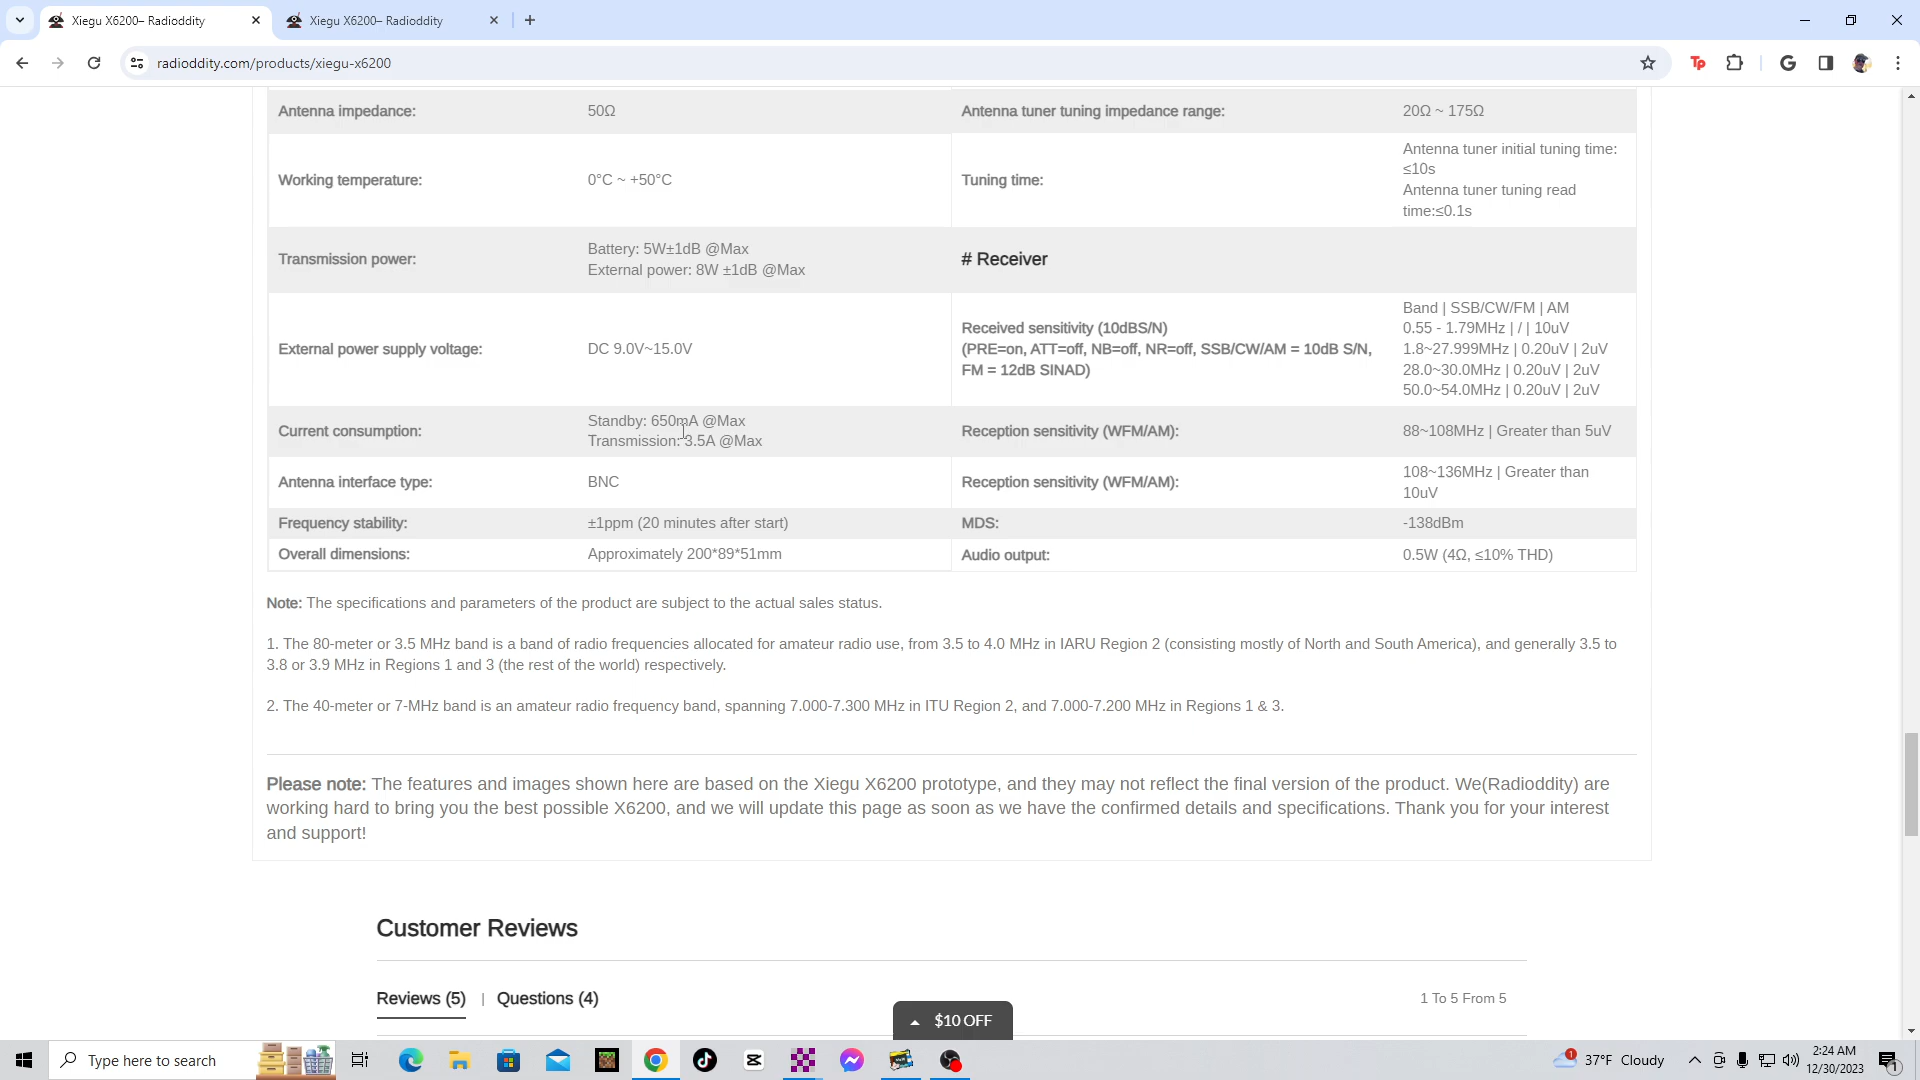 Xiegu X6200– Radioddity
Xiegu X6200– Radioddity
radioddity.com/products/xiegu-x6200
Antenna impedance: 50Ω Antenna tuner tuning impedance range: 20Ω ~ 175Ω
Working temperature: 0°C ~ +50°C Tuning time: Antenna tuner initial tuning time:
≤10s
Antenna tuner tuning read
time:≤0.1s
Transmission power: Battery: 5W±1dB @Max
External power: 8W ±1dB @Max
# Receiver
External power supply voltage: DC 9.0V~15.0V
Received sensitivity (10dBS/N)
(PRE=on, ATT=off, NB=off, NR=off, SSB/CW/AM = 10dB S/N,
FM = 12dB SINAD)
Band | SSB/CW/FM | AM
0.55 - 1.79MHz | / | 10uV
1.8~27.999MHz | 0.20uV | 2uV
28.0~30.0MHz | 0.20uV | 2uV
50.0~54.0MHz | 0.20uV | 2uV
Current consumption: Standby: 650mA @Max
Transmission: 3.5A @Max
Reception sensitivity (WFM/AM): 88~108MHz | Greater than 5uV
Antenna interface type: BNC
Reception sensitivity (WFM/AM): 108~136MHz | Greater than
10uV
Frequency stability: ±1ppm (20 minutes after start) MDS: -138dBm
Overall dimensions: Approximately 200*89*51mm Audio output: 0.5W (4Ω, ≤10% THD)
Note: The specifications and parameters of the product are subject to the actual sales status.
1. The 80-meter or 3.5 MHz band is a band of radio frequencies allocated for amateur radio use, from 3.5 to 4.0 MHz in IARU Region 2 (consisting mostly of North and South America), and generally 3.5 to
3.8 or 3.9 MHz in Regions 1 and 3 (the rest of the world) respectively.
2. The 40-meter or 7-MHz band is an amateur radio frequency band, spanning 7.000-7.300 MHz in ITU Region 2, and 7.000-7.200 MHz in Regions 1 & 3.
Please note: The features and images shown here are based on the Xiegu X6200 prototype, and they may not reflect the final version of the product. We(Radioddity) are
working hard to bring you the best possible X6200, and we will update this page as soon as we have the confirmed details and specifications. Thank you for your interest
and support!
Customer Reviews
Reviews (5) | Questions (4) 1 To 5 From 5
$10 OFF
Type here to search
1 37°F Cloudy
2:24 AM
12/30/2023
1